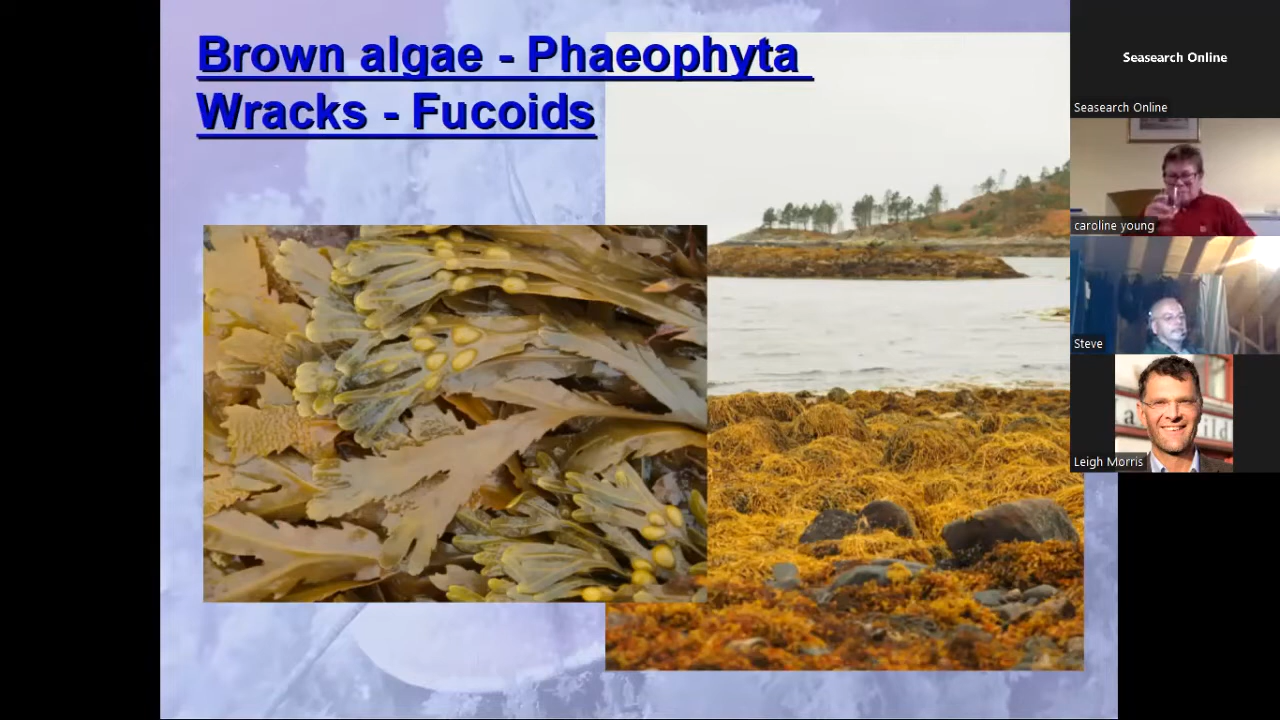 Brown algae - Phaeophyta
Wracks - Fucoids
Seasearch Online
Seasearch Online
caroline young
Steve
Leigh Morris